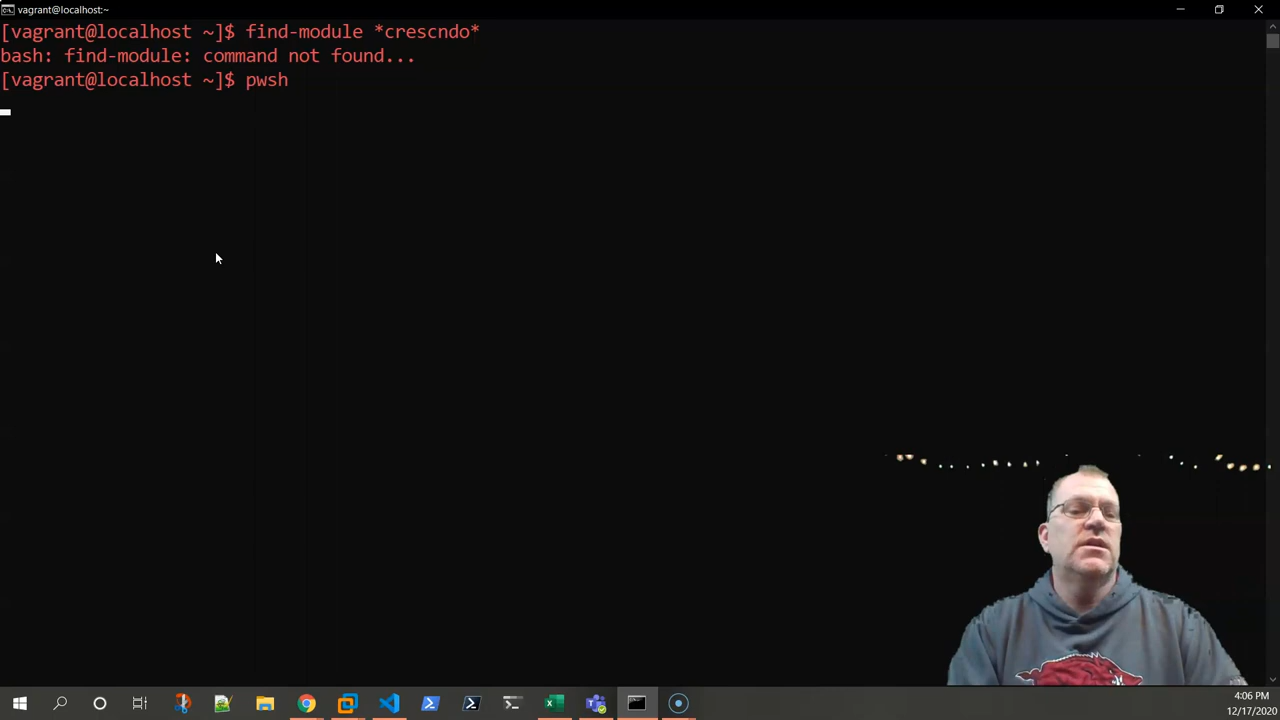 vagrant@localhost:~
[vagrant@localhost ~]$ find-module *crescndo*
bash: find-module: command not found...
[vagrant@localhost ~]$ pwsh
4:06 PM
12/17/2020